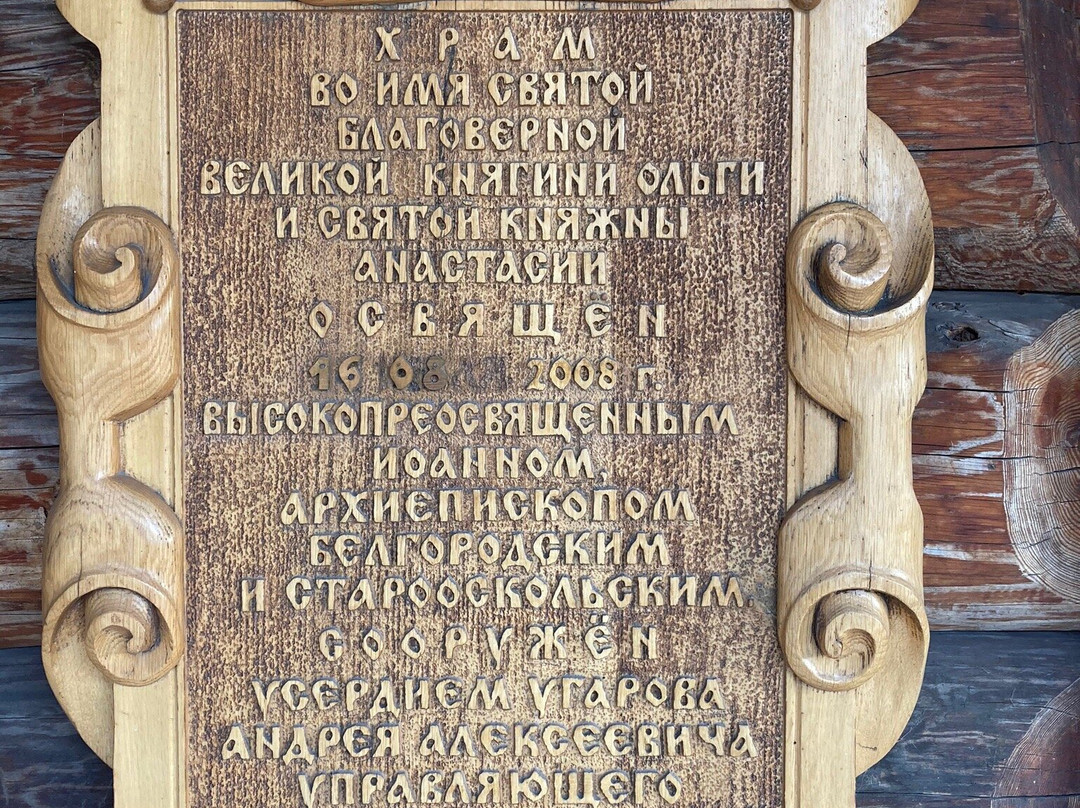 ХРАМ
ВО ИМЯ СВЯТОЙ
БЛАГОВЕРНОЙ
ВЕЛИКОЙ КНЯГИНИ ОЛЬГИ
И СВЯТОЙ КНЯЖНЫ
АНАСТАСИИ
ОСВЯЩЕН
16 08 2008 г.
ВЫСОКОПРЕОСВЯЩЕННЫМ
ИОАННОМ,
АРХИЕПИСКОПОМ
БЕЛГОРОДСКИМ
И СТАРООСКОЛЬСКИМ.
СООРУЖЁН
УСЕРДИЕМ УГАРОВА
АНДРЕЯ АЛЕКСЕЕВИЧА
УПРАВЛЯЮЩЕГО